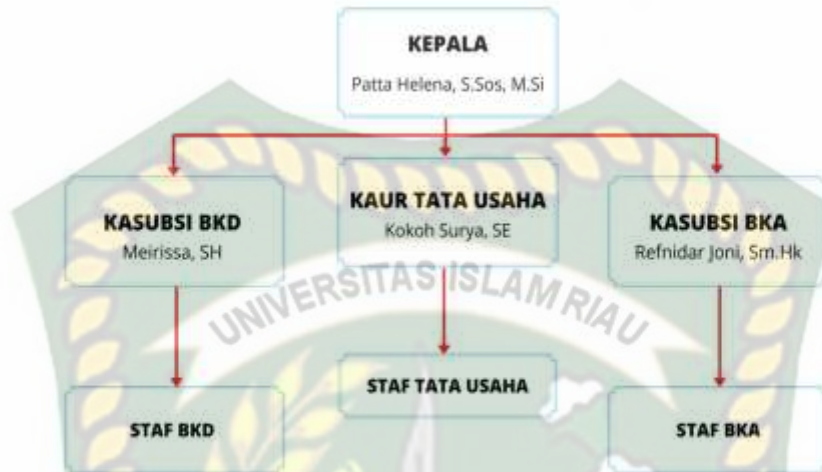 KEPALA
Patta Helena, S.Sos, M.Si
KASUBSI BKD
Meirissa, SH
KAUR TATA USAHA
Kokoh Surya, SE
KASUBSI BKA
Refnidar Joni, Sm.Hk
UNIVERSITAS ISLAM RIAU
STAF BKD
STAF TATA USAHA
STAF BKA